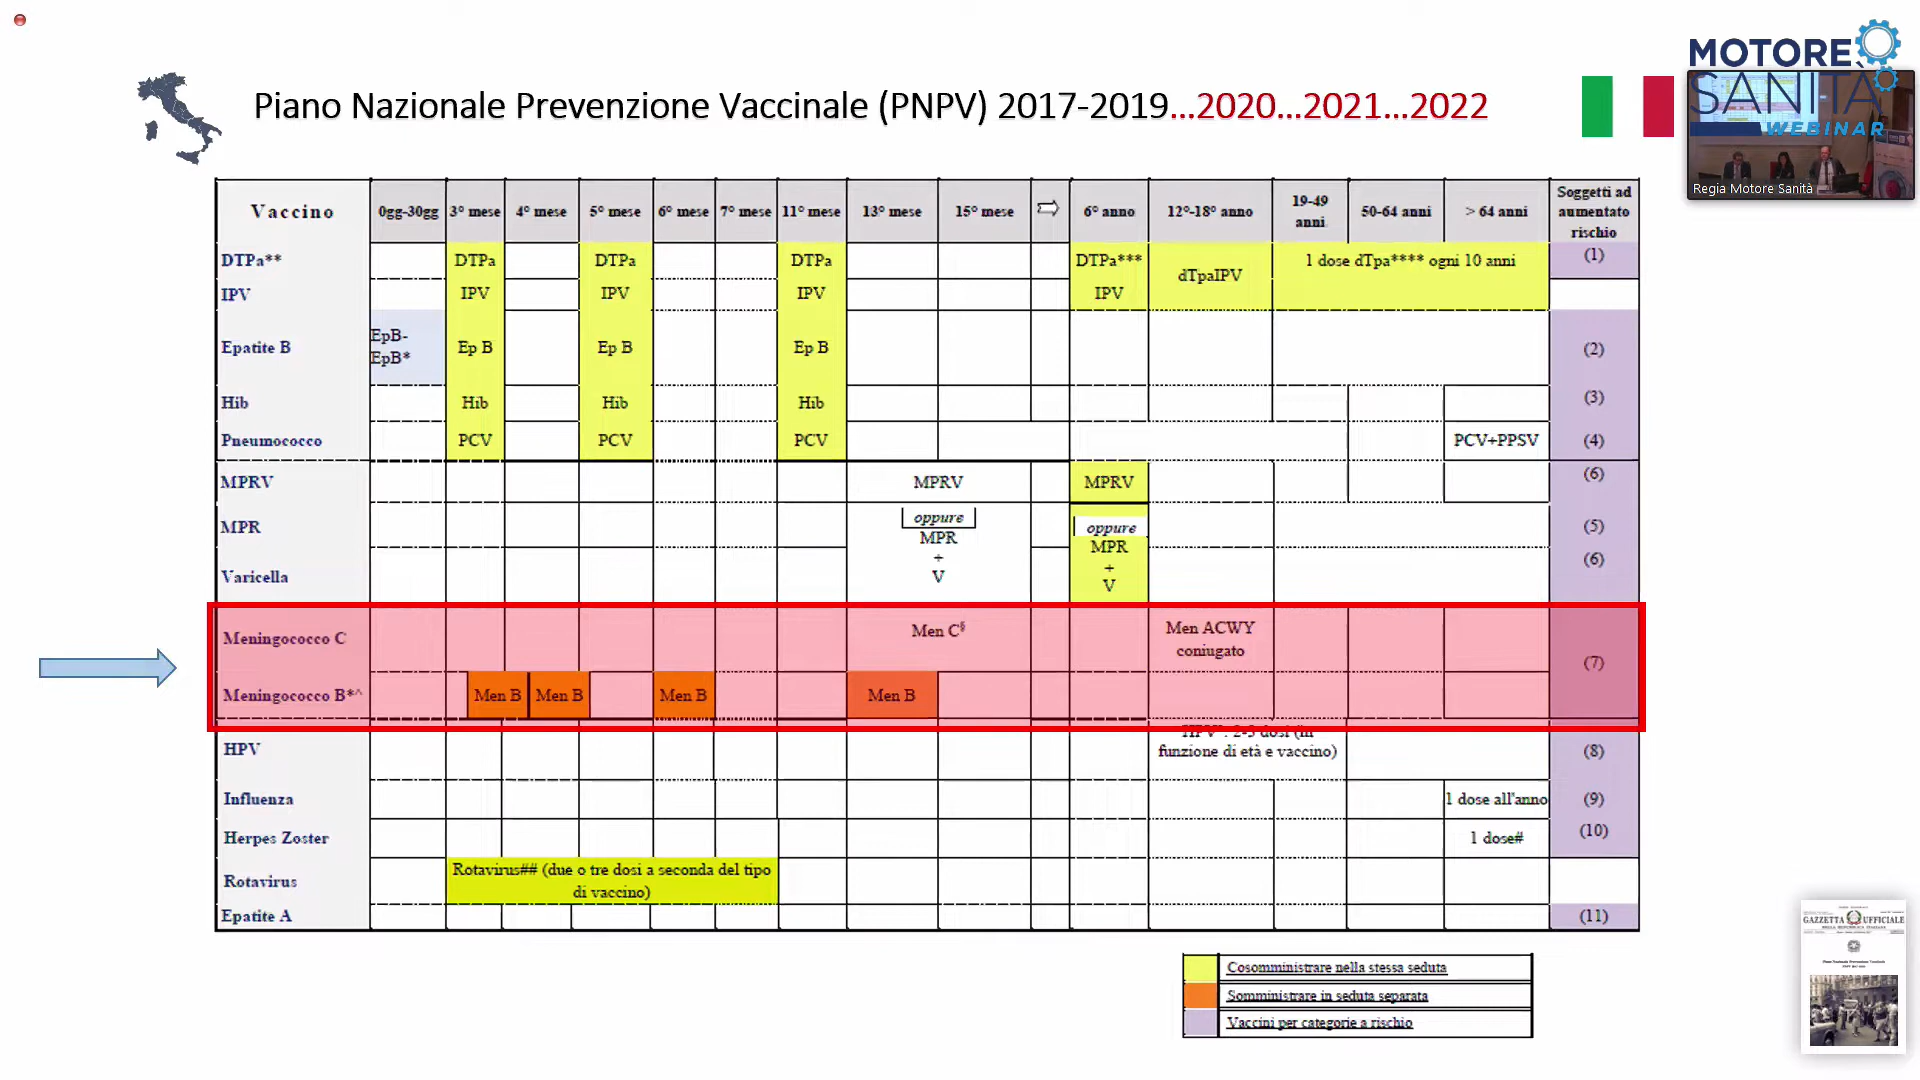 MOTORE
SANITÀ
WEBINAR
Regia Motore Sanità
Piano Nazionale Prevenzione Vaccinale (PNPV) 2017-2019...2020...2021...2022
Vaccino 0gg-30gg 3° mese 4° mese 5° mese 6° mese 7° mese 11° mese 13° mese 15° mese 6° anno 12°-18° anno 19-49 anni 50-64 anni > 64 anni Soggetti ad aumentato rischio
DTPa** DTPa DTPa DTPa DTPa*** dTpaIPV 1 dose dTpa**** ogni 10 anni (1)
IPV IPV IPV IPV IPV
Epatite B EpB-EpB* Ep B Ep B Ep B (2)
Hib Hib Hib Hib (3)
Pneumococco PCV PCV PCV PCV+PPSV (4)
MPRV MPRV MPRV (6)
MPR oppure oppure (5)
MPR MPR
+ +
Varicella V V (6)
Meningococco C Men C§ Men ACWY coniugato (7)
Meningococco B*^ Men B Men B Men B Men B
HPV funzione di età e vaccino) (8)
Influenza 1 dose all'anno (9)
Herpes Zoster 1 dose# (10)
Rotavirus Rotavirus## (due o tre dosi a seconda del tipo di vaccino)
Epatite A (11)
Cosomministrare nella stessa seduta
Somministrare in seduta separata
Vaccini per categorie a rischio
GAZZETTA UFFICIALE